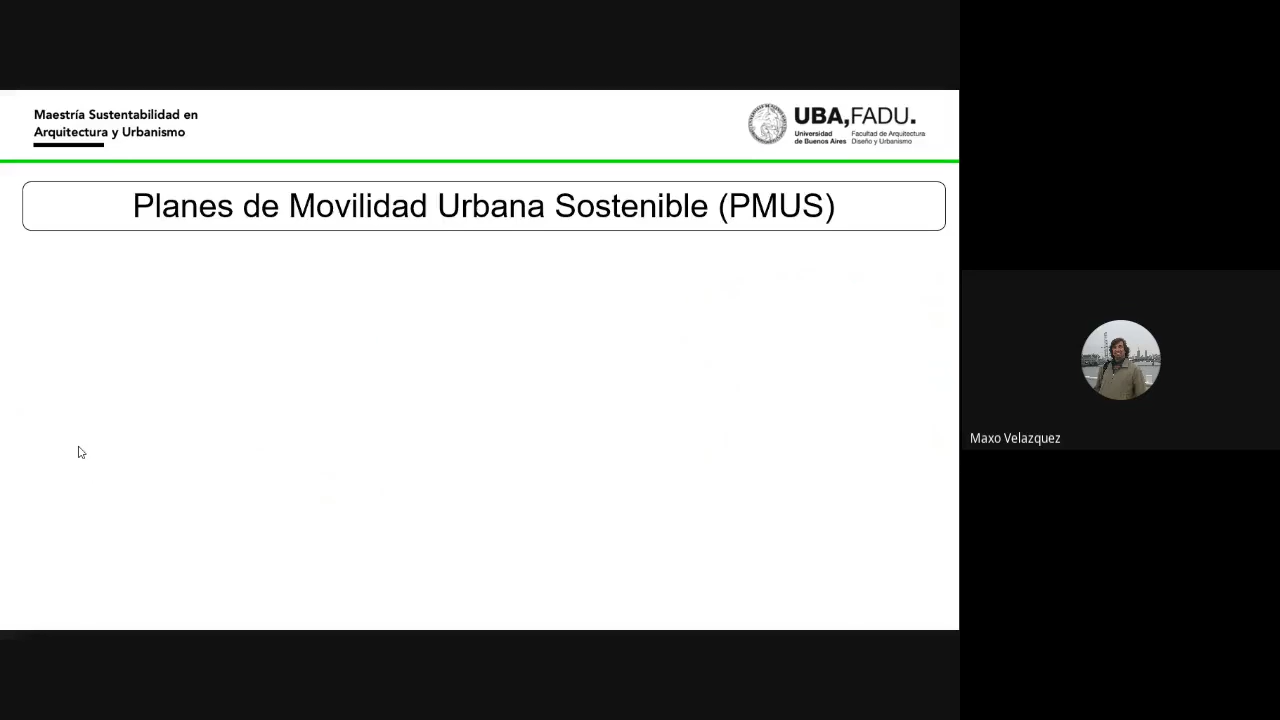 Maestría Sustentabilidad en
Arquitectura y Urbanismo
UBA,FADU.
Universidad
de Buenos Aires
Facultad de Arquitectura
Diseño y Urbanismo
Planes de Movilidad Urbana Sostenible (PMUS)
Maxo Velazquez